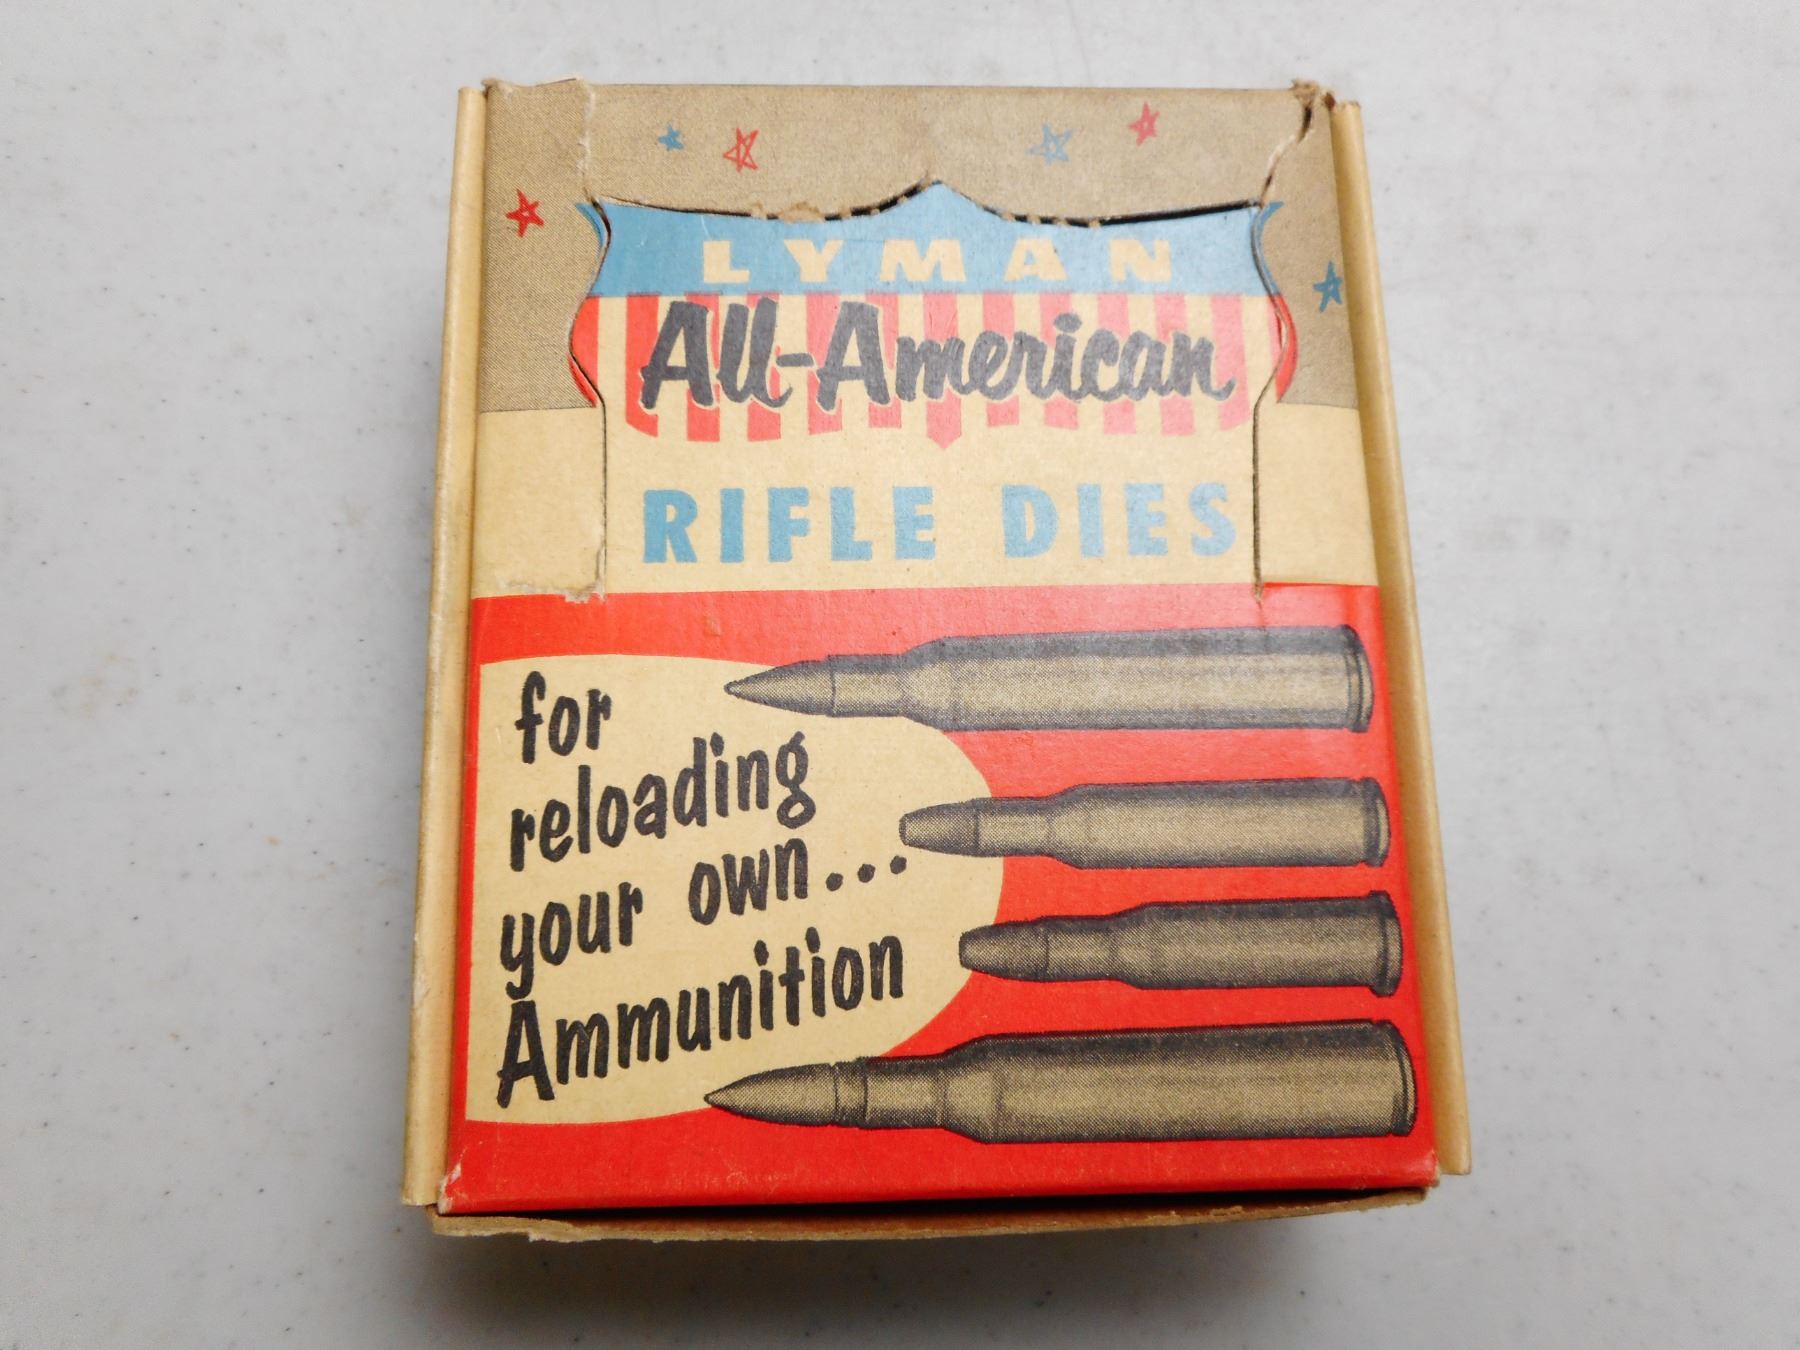 LYMAN
All-American
RIFLE DIES
for
reloading
your own...
Ammunition